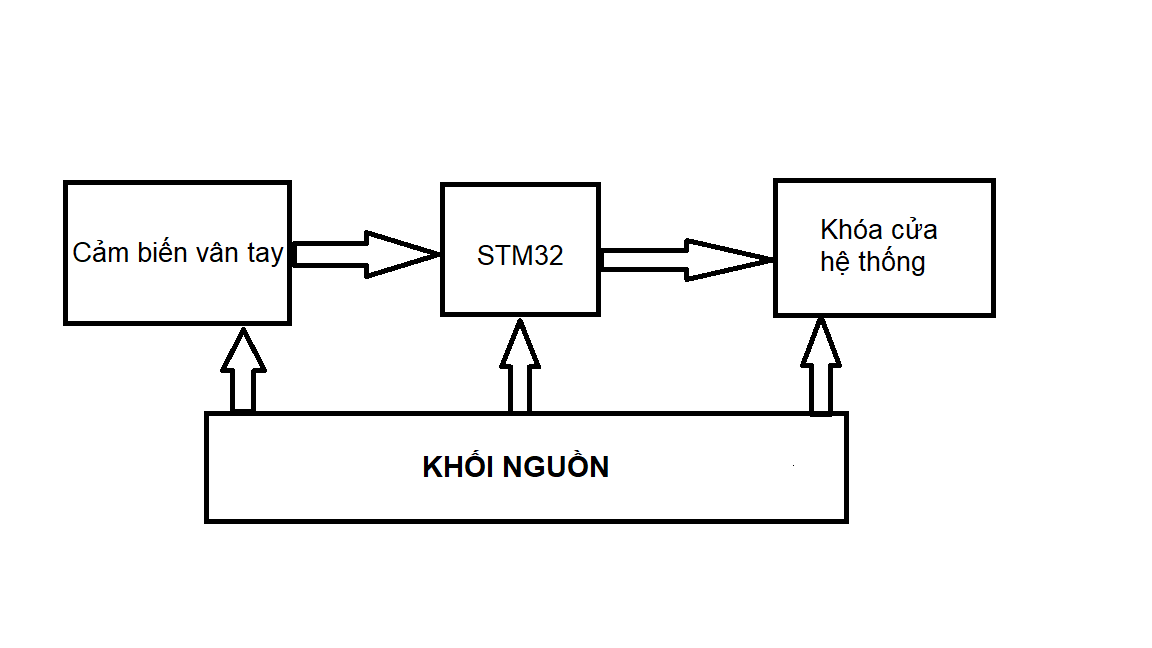 Cảm biến vân tay
STM32
Khóa cửa
hệ thống
KHỐI NGUỒN